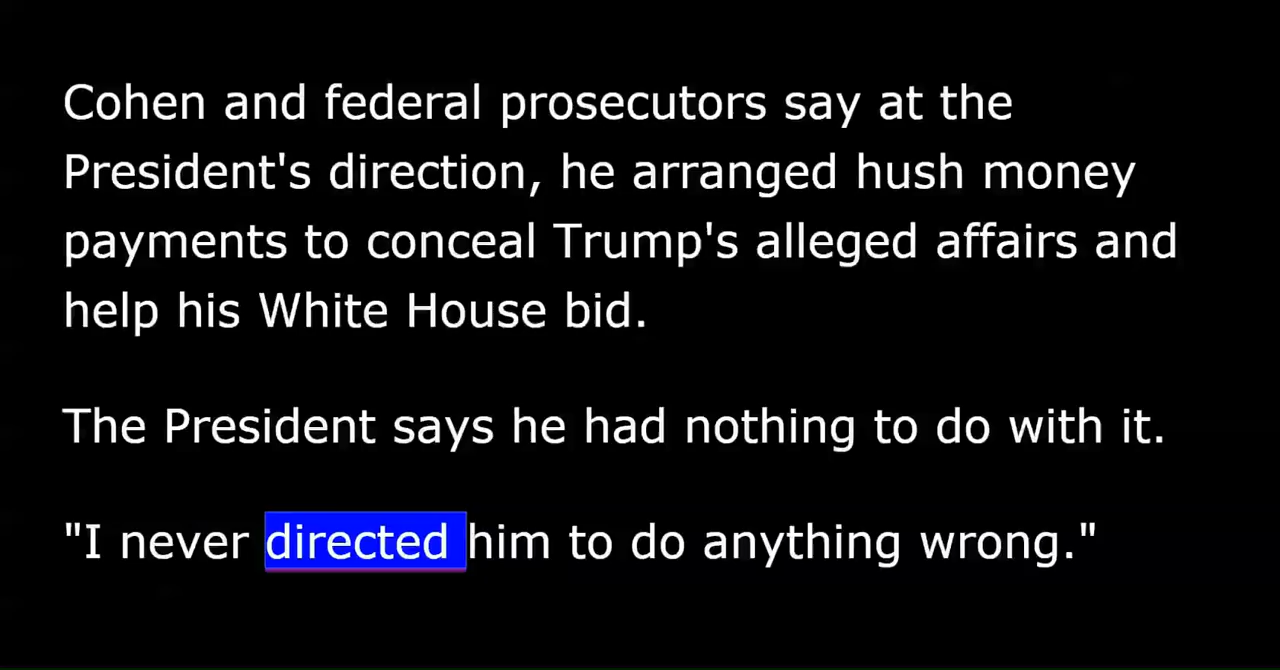 Cohen and federal prosecutors say at the
President's direction, he arranged hush money
payments to conceal Trump's alleged affairs and
help his White House bid.
The President says he had nothing to do with it.
"I never directed him to do anything wrong."